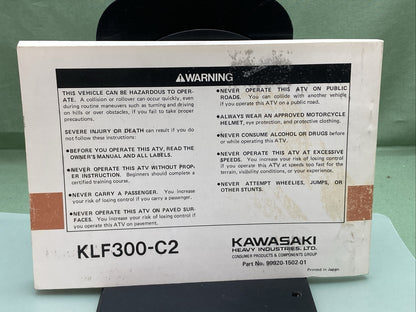 WARNING
THIS VEHICLE CAN BE HAZARDOUS TO OPER-
ATE. A collision or rollover can occur quickly, even
during routine maneuvers such as turning and driving
on hills or over obstacles, if you fail to take proper
precautions.
SEVERE INJURY OR DEATH can result if you do
not follow these instructions:
•BEFORE YOU OPERATE THIS ATV, READ THE
OWNER'S MANUAL AND ALL LABELS.
•NEVER OPERATE THIS ATV WITHOUT PROP-
ER INSTRUCTION. Beginners should complete a
certified training course.
•NEVER CARRY A PASSENGER. You increase
your risk of losing control if you carry a passenger.
•NEVER OPERATE THIS ATV ON PAVED SUR-
FACES. You increase your risk of losing control if
you operate this ATV on pavement.
•NEVER OPERATE THIS ATV ON PUBLIC
ROADS. You can collide with another vehicle
if you operate this ATV on a public road.
•ALWAYS WEAR AN APPROVED MOTORCYCLE
HELMET, eye protection, and protective clothing.
•NEVER CONSUME ALCOHOL OR DRUGS before
or while operating this ATV.
•NEVER OPERATE THIS ATV AT EXCESSIVE
SPEEDS. You increase your risk of losing control
if you operate this ATV at speeds too fast for the
terrain, visibility conditions, or your experience.
•NEVER ATTEMPT WHEELIES, JUMPS, OR
OTHER STUNTS.
KLF300-C2
KAWASAKI
HEAVY INDUSTRIES, LTD.
CONSUMER PRODUCTS & COMPONENTS GROUP
Part No. 99920-1502-01
Printed in Japan